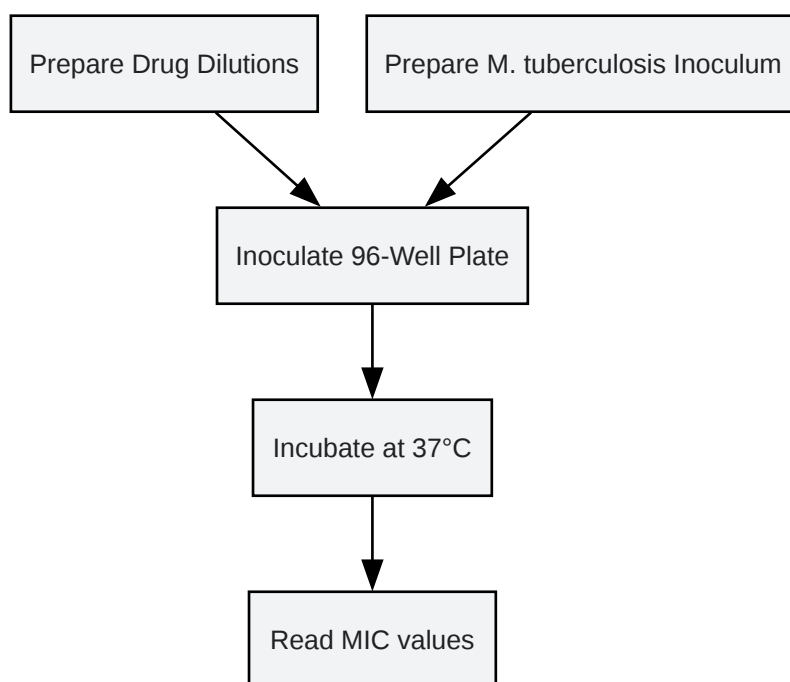 Prepare Drug Dilutions
Prepare M. tuberculosis Inoculum
Inoculate 96-Well Plate
Incubate at 37°C
Read MIC values